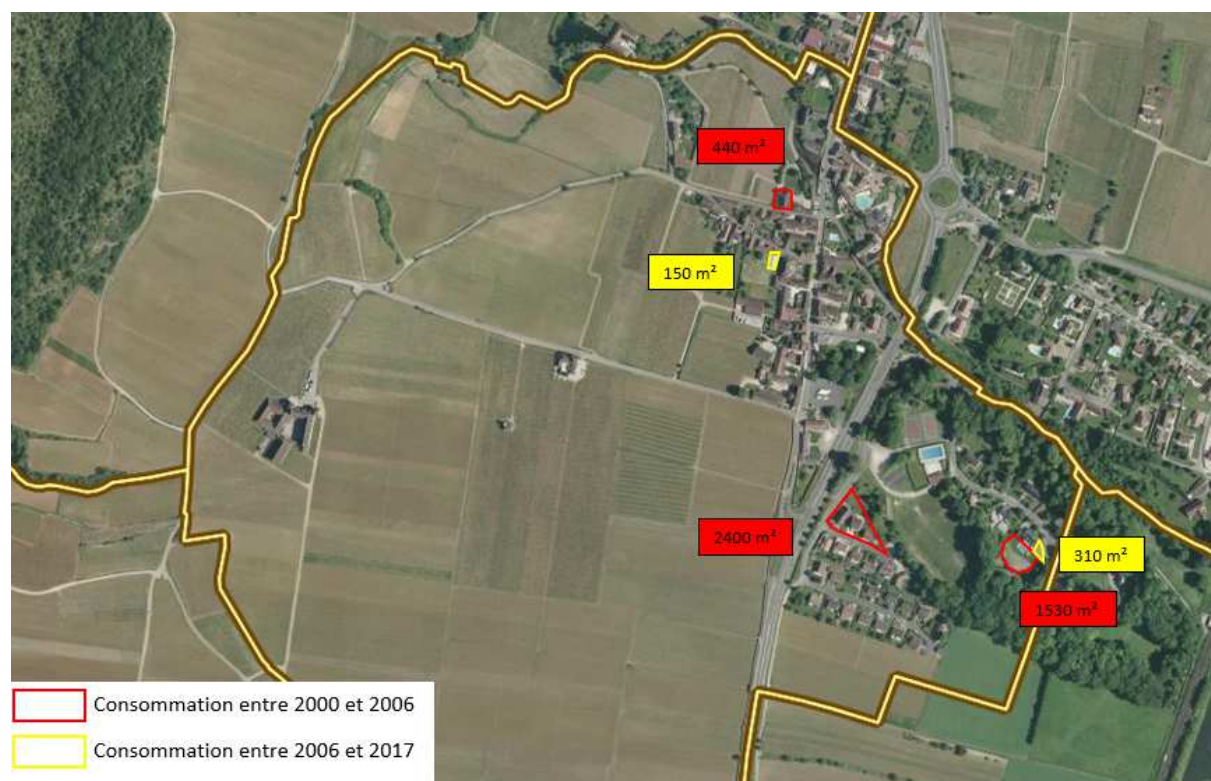 440 m²
150 m²
2400 m²
310 m²
1530 m²
Consommation entre 2000 et 2006
Consommation entre 2006 et 2017